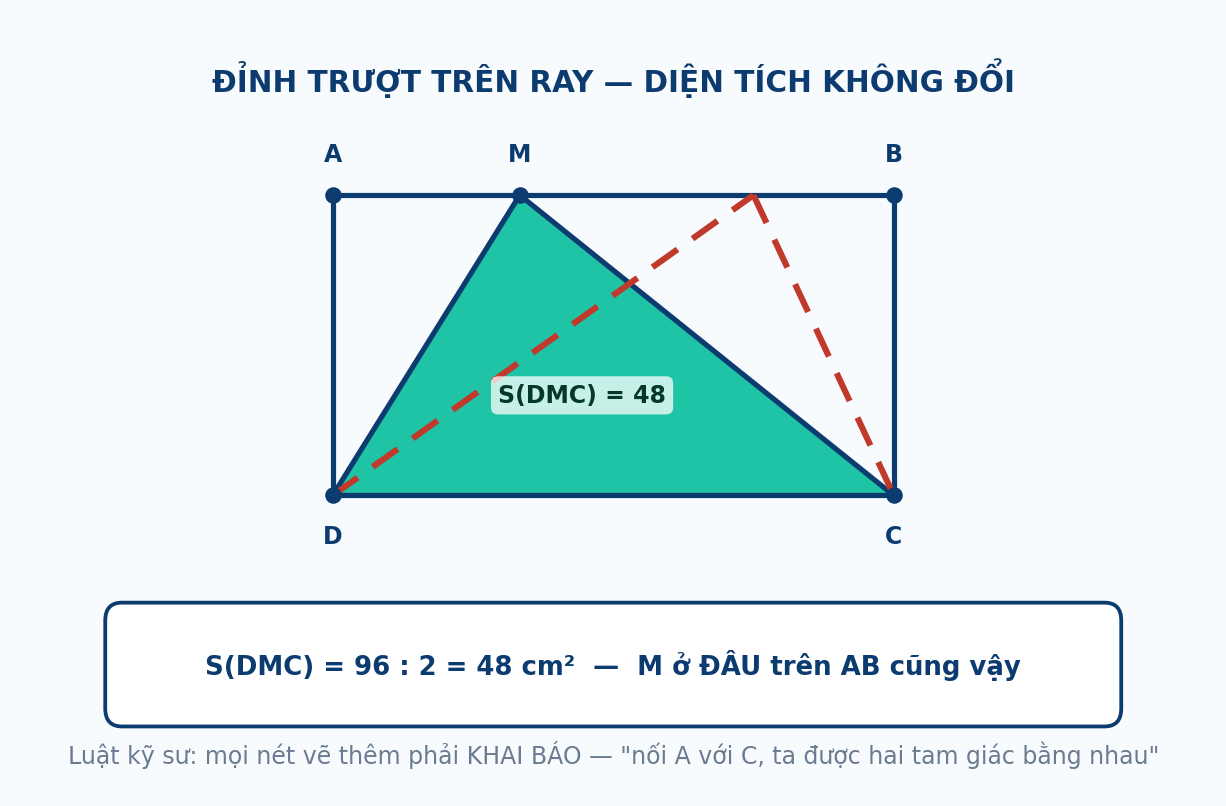 ĐỈNH TRƯỢT TRÊN RAY — DIỆN TÍCH KHÔNG ĐỔI
A M B
S(DMC) = 48
D C
S(DMC) = 96 : 2 = 48 cm² — M ở ĐÂU trên AB cũng vậy
Luật kỹ sư: mọi nét vẽ thêm phải KHAI BÁO — "nối A với C, ta được hai tam giác bằng nhau"